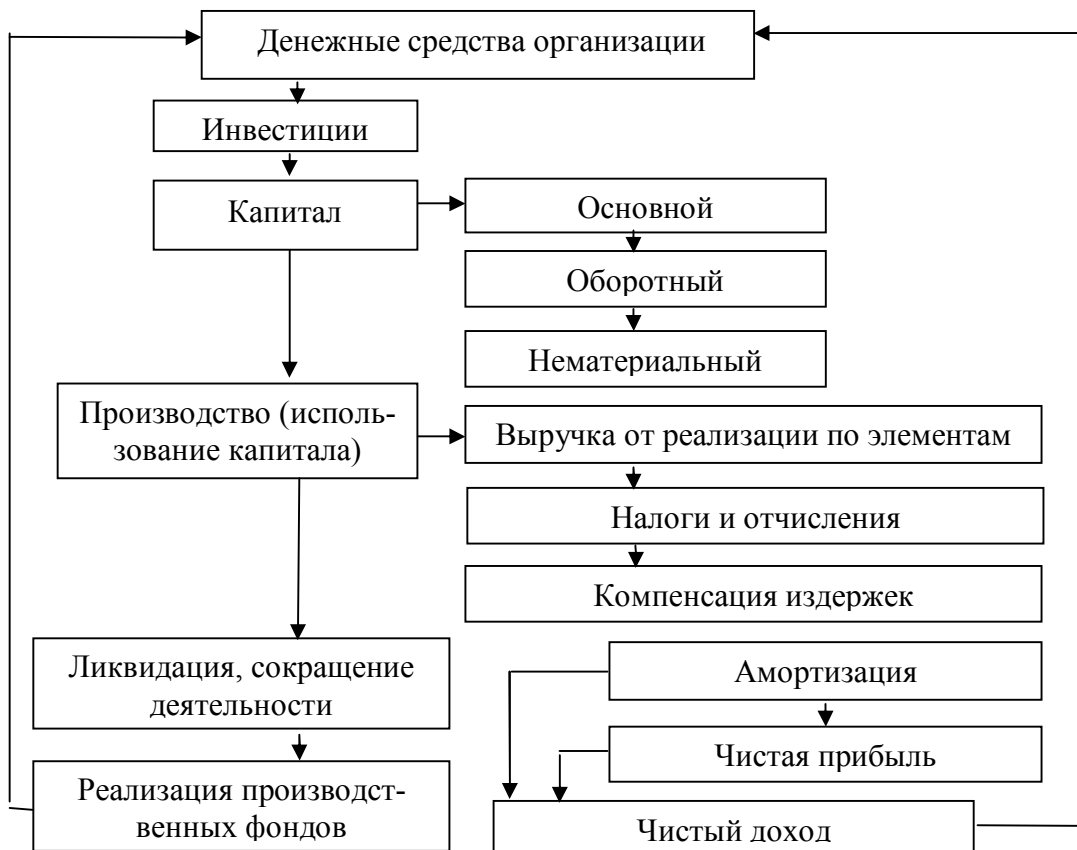 Денежные средства организации
Инвестиции
Капитал
Основной
Оборотный
Нематериальный
Производство (исполь-
зование капитала)
Выручка от реализации по элементам
Налоги и отчисления
Компенсация издержек
Ликвидация, сокращение
деятельности
Амортизация
Чистая прибыль
Реализация производст-
венных фондов
Чистый доход